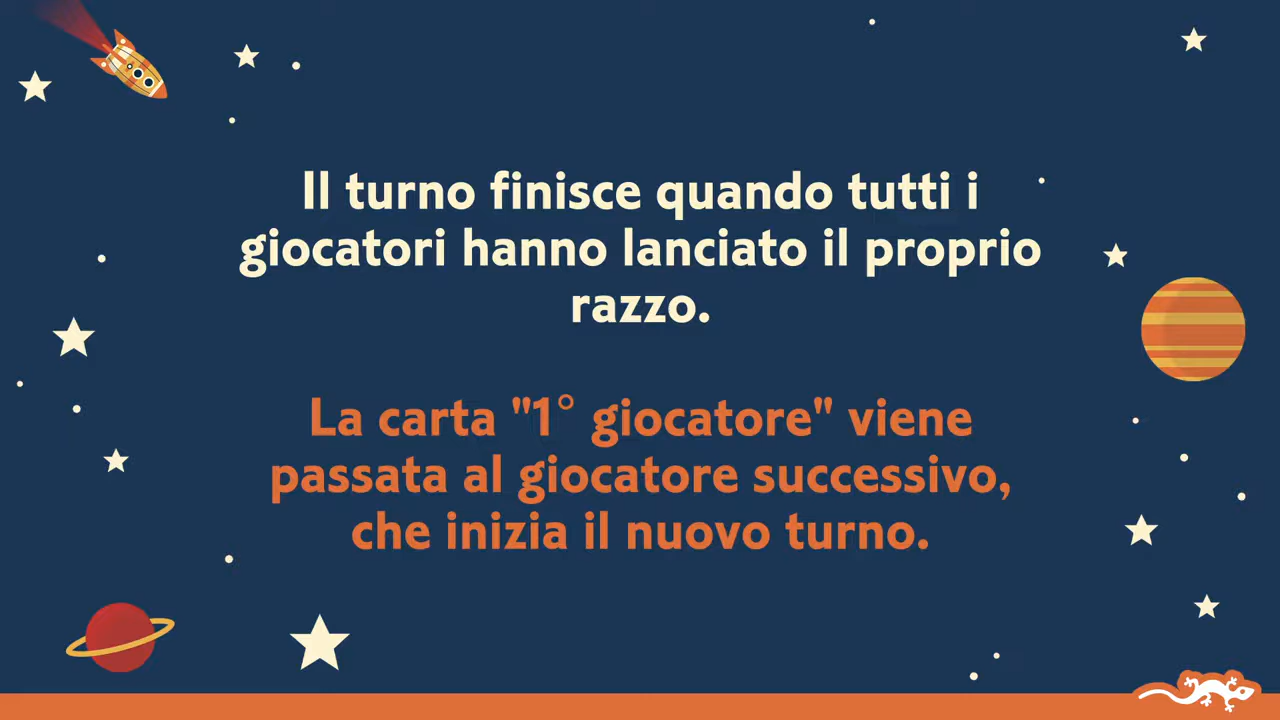 Il turno finisce quando tutti i
giocatori hanno lanciato il proprio
razzo.
La carta "1° giocatore" viene
passata al giocatore successivo,
che inizia il nuovo turno.